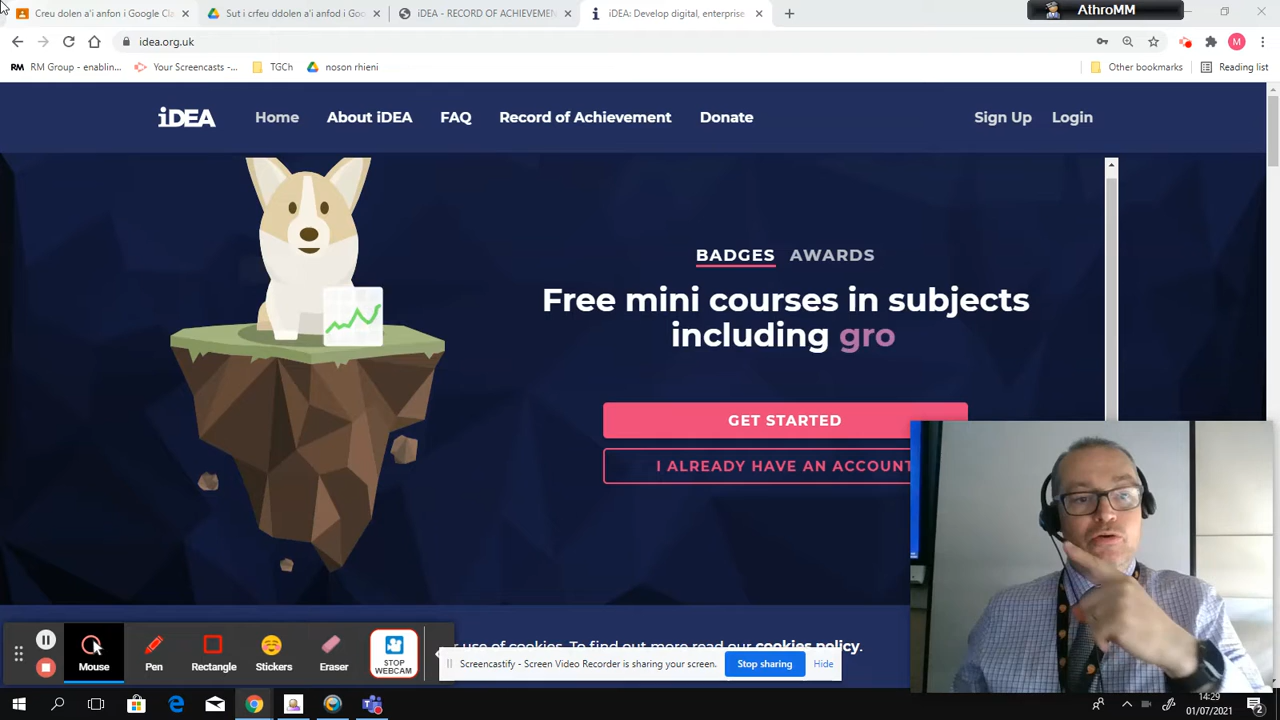 Creu dolen a'i anfon i Google Cla
Sut i crfeu ddolen a'i anfod i G
iDEA - RECORD OF ACHIEVEMEN
iDEA: Develop digital, enterprise
AthroMM
idea.org.uk
M
RM Group - enablin...
Your Screencasts -...
TGCh
noson rhieni
Other bookmarks
Reading list
iDEA
Home
About iDEA
FAQ
Record of Achievement
Donate
Sign Up
Login
BADGES AWARDS
Free mini courses in subjects
including gro
GET STARTED
I ALREADY HAVE AN ACCOUNT
r use of cookies. To find out more read our cookies policy.
Mouse
Pen
Rectangle
Stickers
Eraser
STOP
WEBCAM
Screencastify - Screen Video Recorder is sharing your screen.
Stop sharing
Hide
14:29
01/07/2021
2